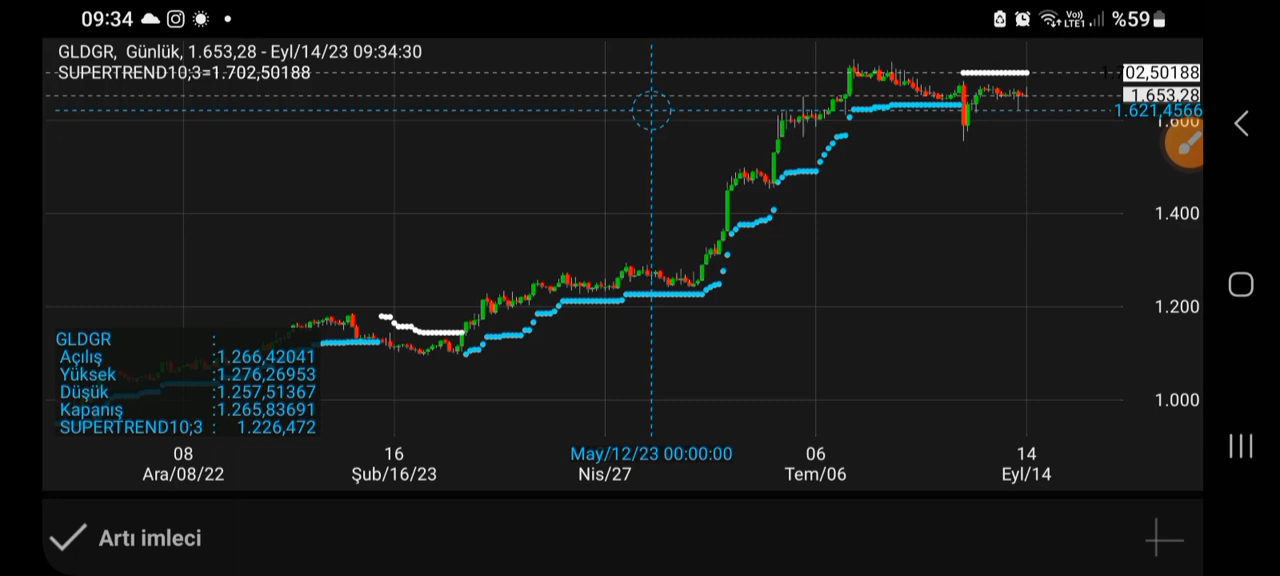 09:34
Vo) LTE1 %59
GLDGR, Günlük, 1.653,28 - Eyl/14/23 09:34:30
SUPERTREND10;3=1.702,50188
1.702,50188
1.653,28
1.621,4566
1.600
1.400
1.200
1.000
GLDGR :
Açılış :1.266,42041
Yüksek :1.276,26953
Düşük :1.257,51367
Kapanış :1.265,83691
SUPERTREND10;3 : 1.226,472
08 16 May/12/23 00:00:00 06 14
Ara/08/22 Şub/16/23 Nis/27 Tem/06 Eyl/14
Artı imleci